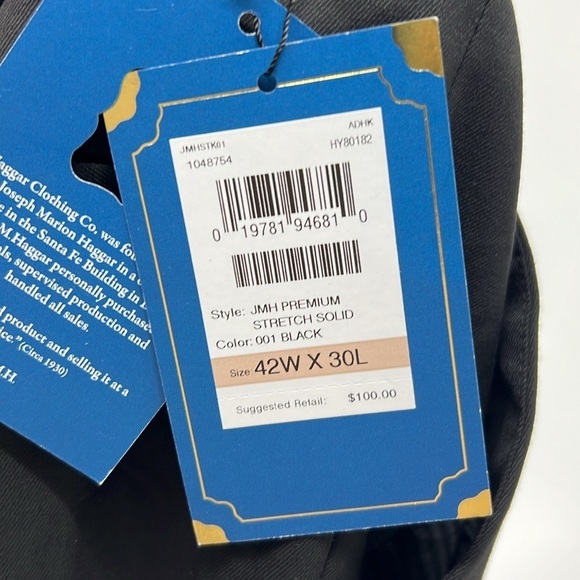 aggar Clothing Co. was fo
Joseph Marion Haggar in a
e in the Santa Fe Building in
M.Haggar personally purchase
ls, supervised production and
handled all sales.
product and selling it at a
ice." (Circa 1930)
.H.
JMHSTK01 ADHK
1048754 HY80182
0 19781 94681 0
Style: JMH PREMIUM
STRETCH SOLID
Color: 001 BLACK
Size: 42W X 30L
Suggested Retail: $100.00